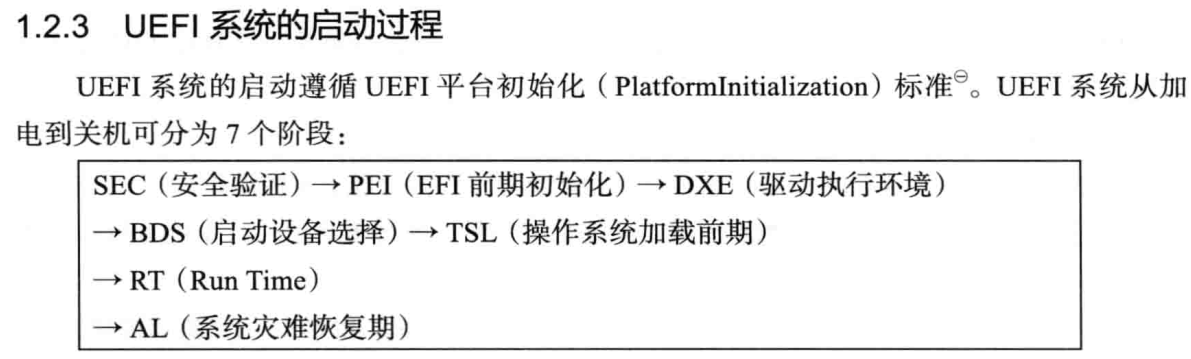 1.2.3 UEFI 系统的启动过程
UEFI 系统的启动遵循 UEFI 平台初始化（PlatformInitialization）标准㊀。UEFI 系统从加
电到关机可分为 7 个阶段：
SEC（安全验证）→ PEI（EFI 前期初始化）→ DXE（驱动执行环境）
→ BDS（启动设备选择）→ TSL（操作系统加载前期）
→ RT（Run Time）
→ AL（系统灾难恢复期）